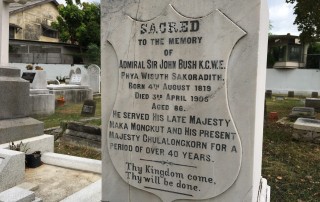 SACRED
TO THE MEMORY
OF
ADMIRAL SIR JOHN BUSH K.C.W.E.
PHYA WISUTH SAKORADITH.
BORN 4TH AUGUST 1819
DIED 3RD APRIL 1905
AGED 86.
HE SERVED HIS LATE MAJESTY
MAHA MONGKUT AND HIS PRESENT
MAJESTY CHULALONGKORN FOR A
PERIOD OF OVER 40 YEARS.
Thy Kingdom come,
Thy will be done.